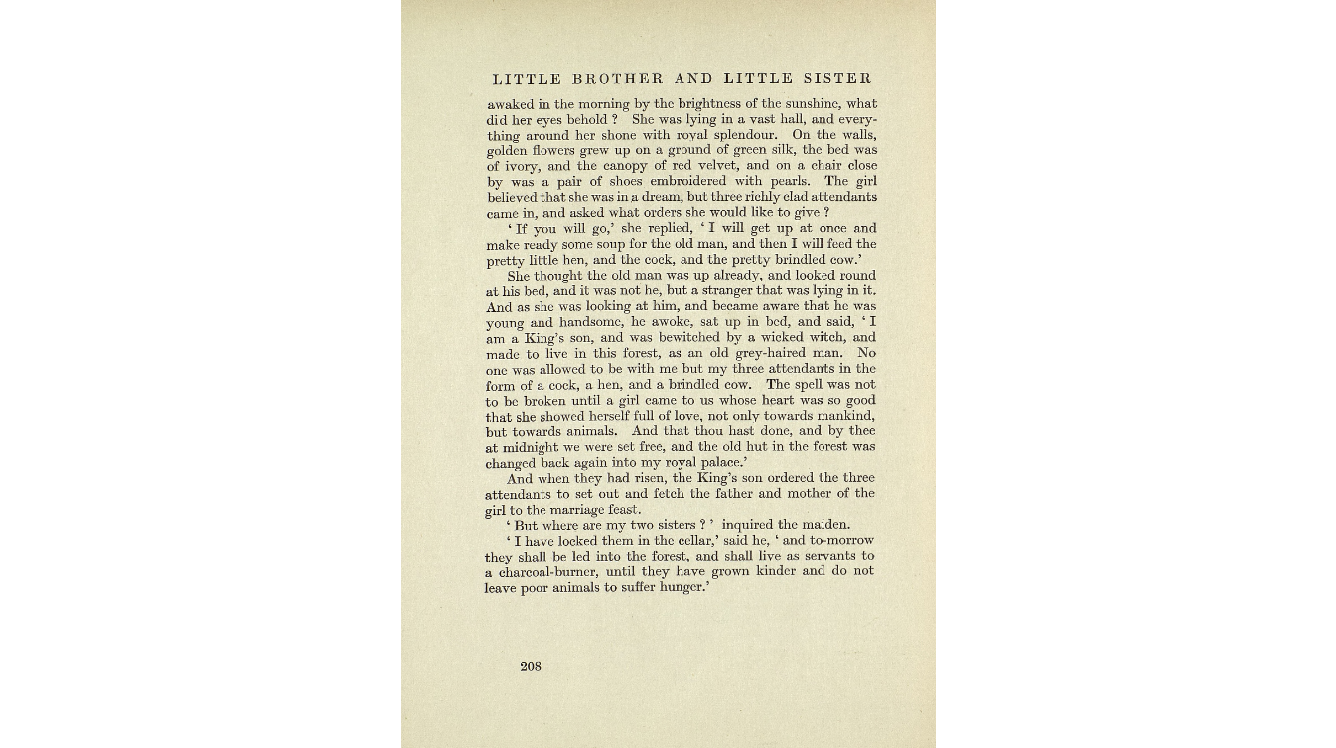 LITTLE BROTHER AND LITTLE SISTER
awaked in the morning by the brightness of the sunshine, what
did her eyes behold ? She was lying in a vast hall, and every-
thing around her shone with royal splendour. On the walls,
golden flowers grew up on a ground of green silk, the bed was
of ivory, and the canopy of red velvet, and on a chair close
by was a pair of shoes embroidered with pearls. The girl
believed that she was in a dream, but three richly clad attendants
came in, and asked what orders she would like to give ?
‘ If you will go,’ she replied, ‘ I will get up at once and
make ready some soup for the old man, and then I will feed the
pretty little hen, and the cock, and the pretty brindled cow.’
She thought the old man was up already, and looked round
at his bed, and it was not he, but a stranger that was lying in it.
And as she was looking at him, and became aware that he was
young and handsome, he awoke, sat up in bed, and said, ‘ I
am a King’s son, and was bewitched by a wicked witch, and
made to live in this forest, as an old grey-haired man. No
one was allowed to be with me but my three attendants in the
form of a cock, a hen, and a brindled cow. The spell was not
to be broken until a girl came to us whose heart was so good
that she showed herself full of love, not only towards mankind,
but towards animals. And that thou hast done, and by thee
at midnight we were set free, and the old hut in the forest was
changed back again into my royal palace.’
And when they had risen, the King’s son ordered the three
attendants to set out and fetch the father and mother of the
girl to the marriage feast.
‘ But where are my two sisters ? ’ inquired the maiden.
‘ I have locked them in the cellar,’ said he, ‘ and to-morrow
they shall be led into the forest, and shall live as servants to
a charcoal-burner, until they have grown kinder and do not
leave poor animals to suffer hunger.’
208